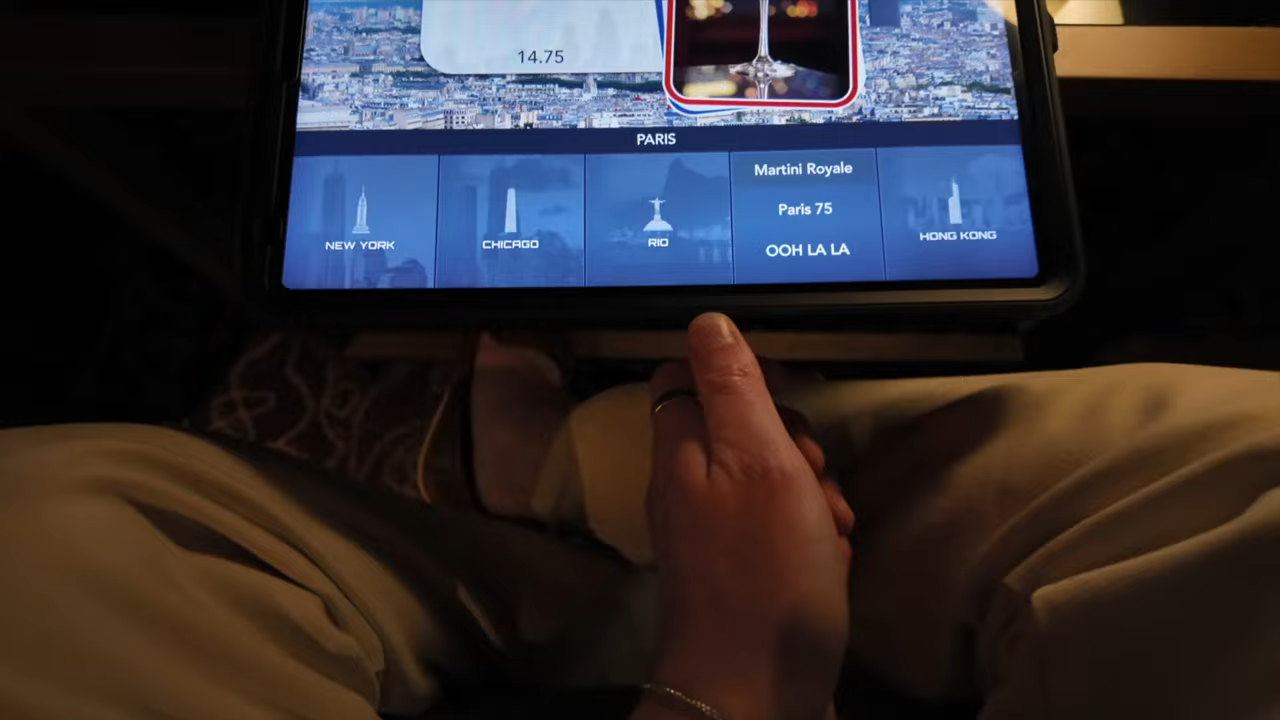 14.75
PARIS
NEW YORK
CHICAGO
RIO
Martini Royale
Paris 75
OOH LA LA
HONG KONG